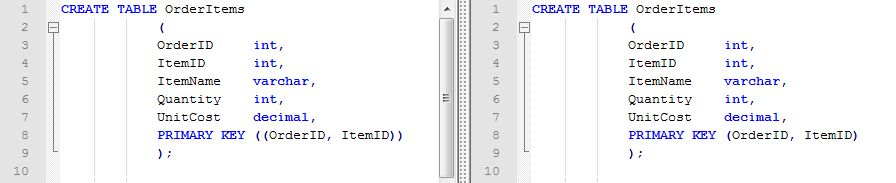 1 CREATE TABLE OrderItems
2 (
3 OrderID int,
4 ItemID int,
5 ItemName varchar,
6 Quantity int,
7 UnitCost decimal,
8 PRIMARY KEY ((OrderID, ItemID))
9 );
10
1 CREATE TABLE OrderItems
2 (
3 OrderID int,
4 ItemID int,
5 ItemName varchar,
6 Quantity int,
7 UnitCost decimal,
8 PRIMARY KEY (OrderID, ItemID)
9 );
10